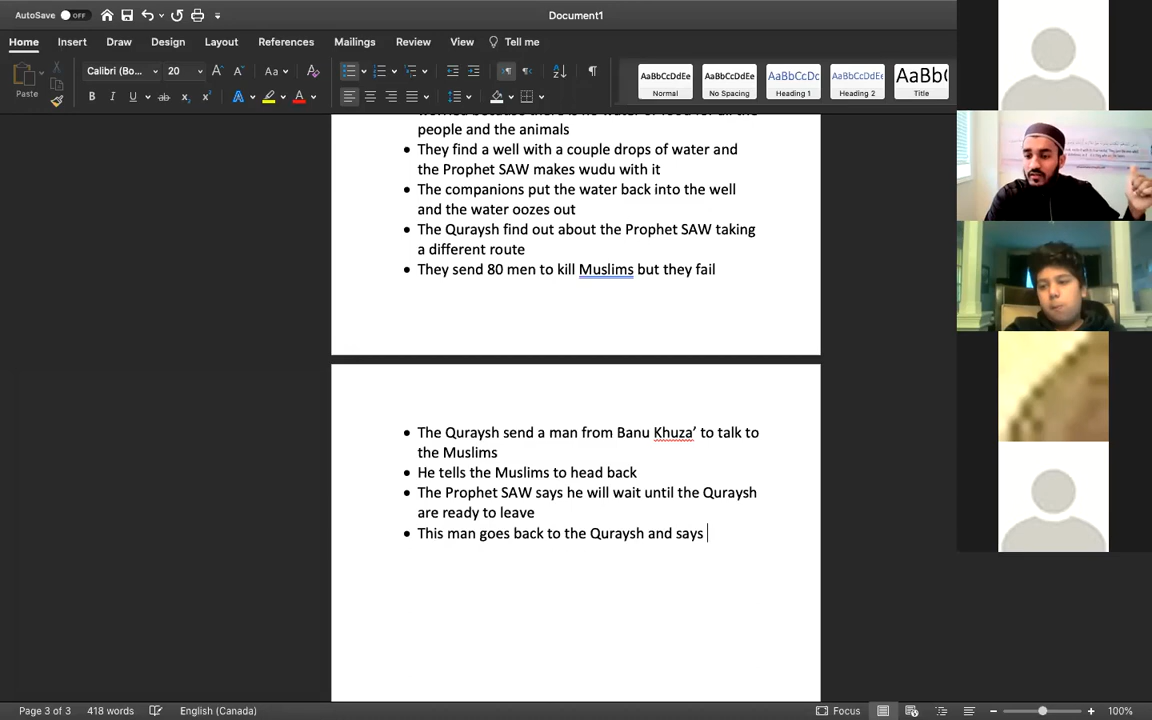 AutoSave OFF Document1
Home Insert Draw Design Layout References Mailings Review View Tell me
Paste Calibri (Bo... 20 AaBbCcDdEe AaBbCcDdEe AaBbCcDc AaBbCcDdEe AaBb(
Normal No Spacing Heading 1 Heading 2 Title
people and the animals
• They find a well with a couple drops of water and
the Prophet SAW makes wudu with it
• The companions put the water back into the well
and the water oozes out
• The Quraysh find out about the Prophet SAW taking
a different route
• They send 80 men to kill Muslims but they fail
• The Quraysh send a man from Banu Khuza’ to talk to
the Muslims
• He tells the Muslims to head back
• The Prophet SAW says he will wait until the Quraysh
are ready to leave
• This man goes back to the Quraysh and says
Page 3 of 3 418 words English (Canada) Focus 100%